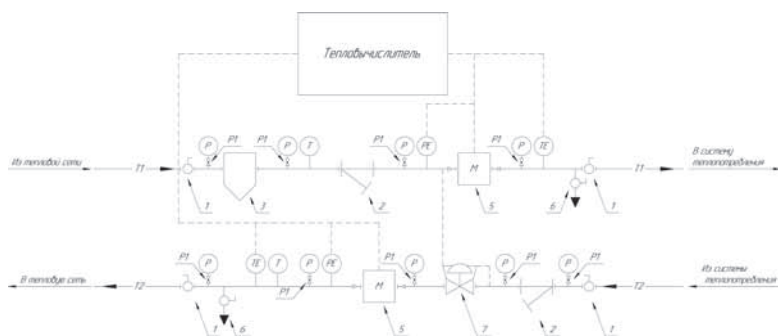 Тепловычислитель
P P1 P1 P T P1 P PE P1 P TE
Из тепловой сети
T1
M
T1
В систему
теплопотребления
1 3 2 5 6 1
P1 P TE T P PE P P1 P P1 P P1
P1
В тепловую сеть
T2
M
T2
Из системы
теплопотребления
1 6 5 7 2 1